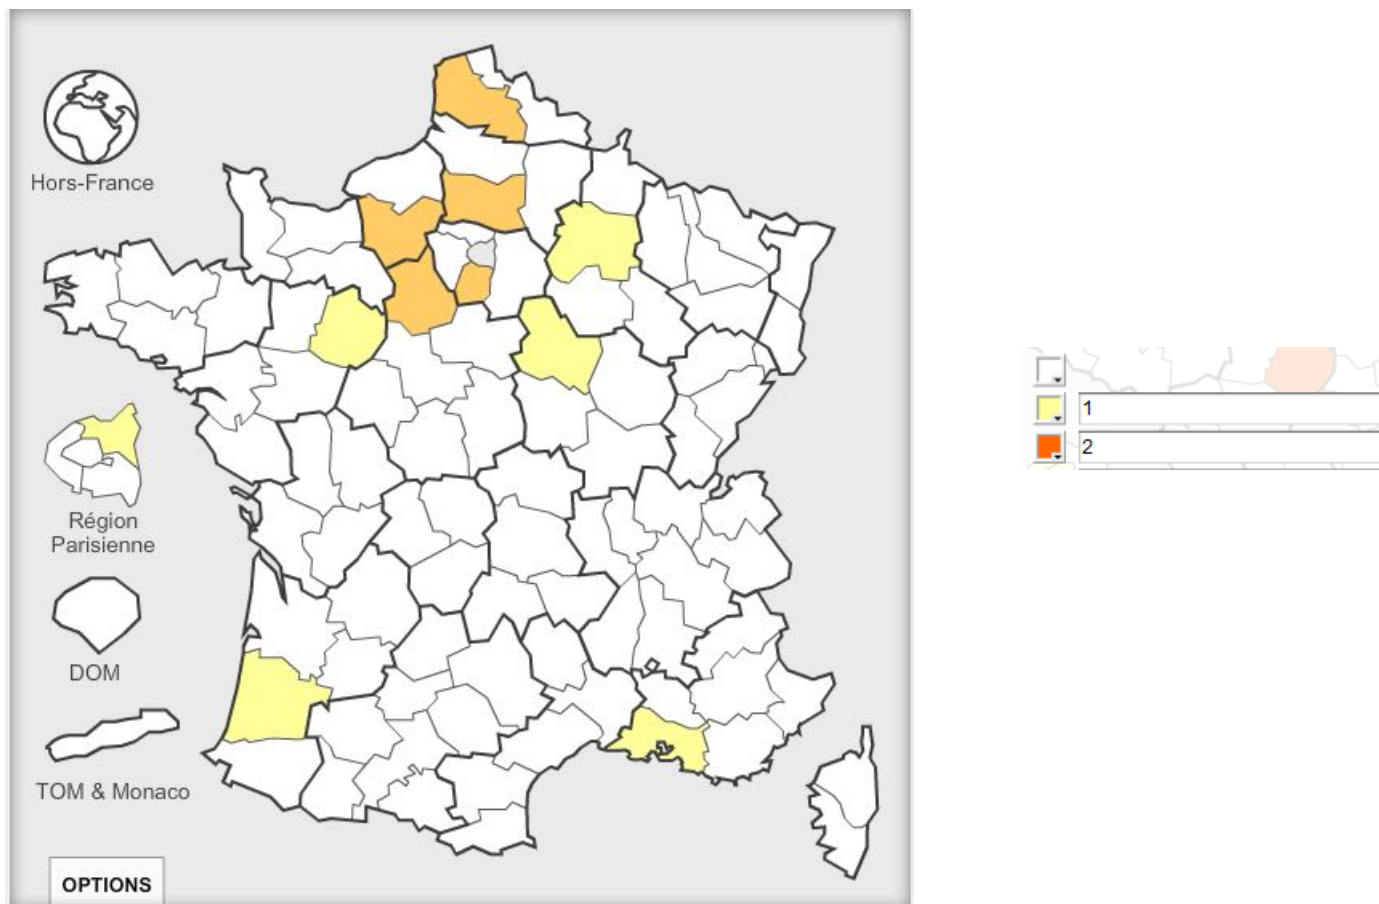 Hors-France
Région
Parisienne
DOM
TOM & Monaco
OPTIONS
1
2